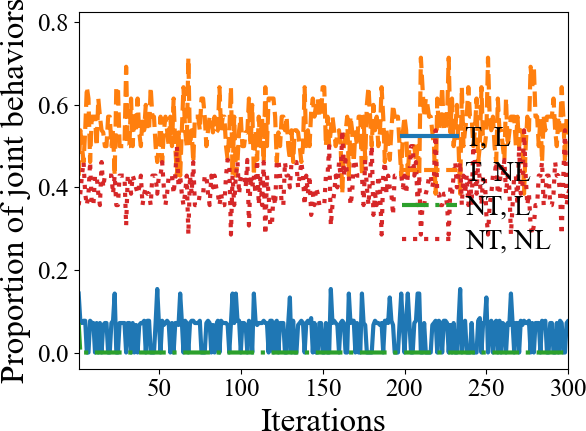 Proportion of joint behaviors
0.8
0.6
0.4
0.2
0.0
T, L
T, NL
NT, L
NT, NL
50
100
150
200
250
300
Iterations